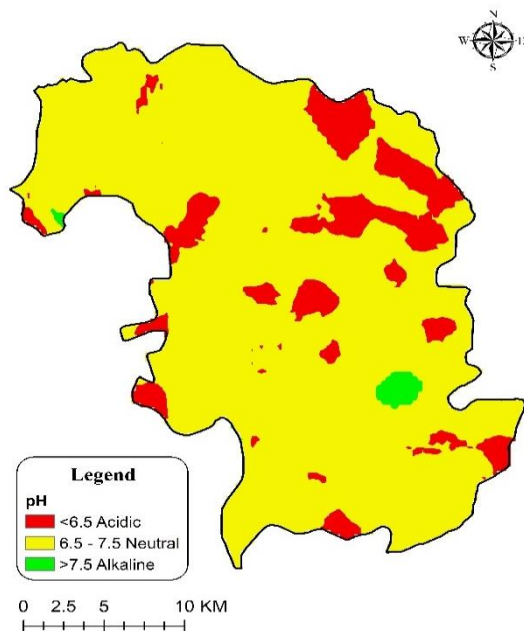 N
W
S
Legend
pH
<6.5 Acidic
6.5 - 7.5 Neutral
>7.5 Alkaline
0 2.5 5 10 KM